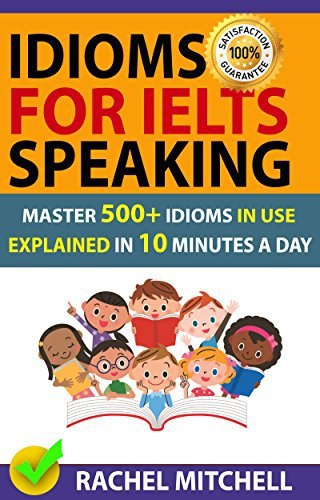 IDIOMS
FOR IELTS
SPEAKING
SATISFACTION
100%
GUARANTEE
MASTER 500+ IDIOMS IN USE
EXPLAINED IN 10 MINUTES A DAY
RACHEL MITCHELL